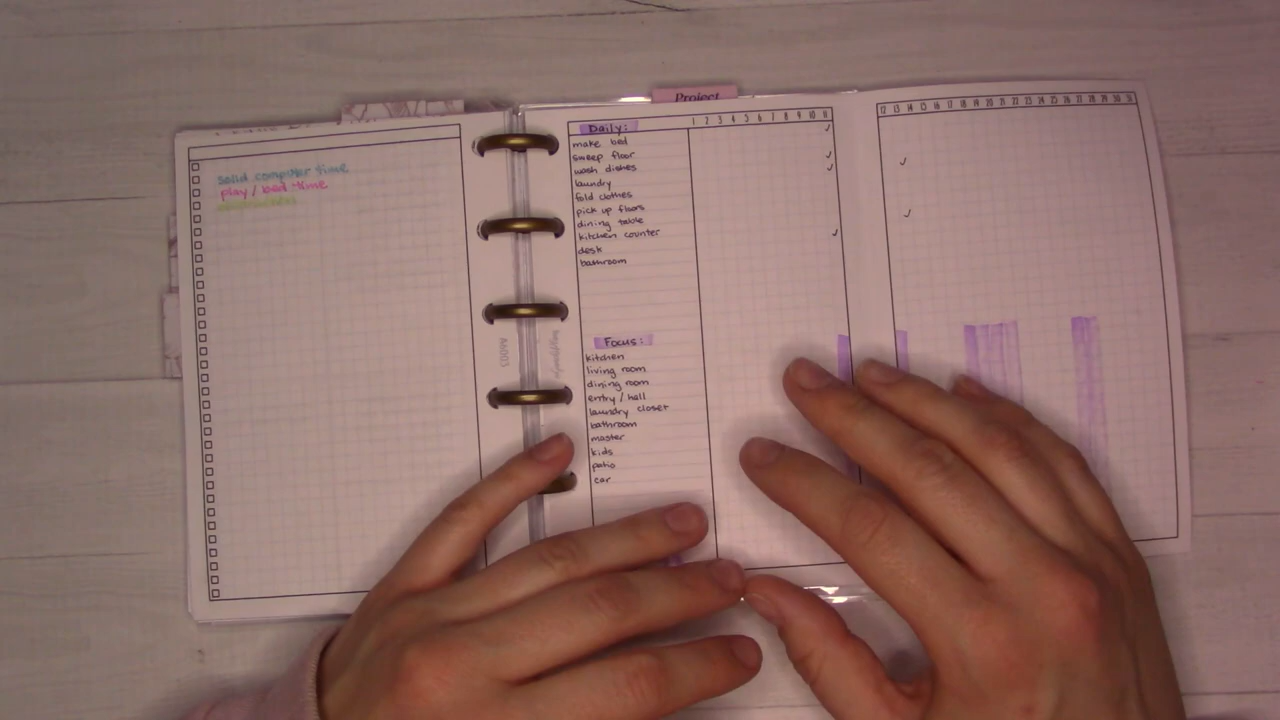 Project
solid computer time
play / bed time
Daily:
make bed
sweep floor
wash dishes
laundry
fold clothes
pick up floors
dining table
kitchen counter
desk
bathroom
1 2 3 4 5 6 7 8 9 10 11
12 13 14 15 16 17 18 19 20 21 22 23 24 25 26 27 28 29 30 31
Focus:
kitchen
living room
dining room
entry / hall
laundry closet
bathroom
master
kids
patio
car